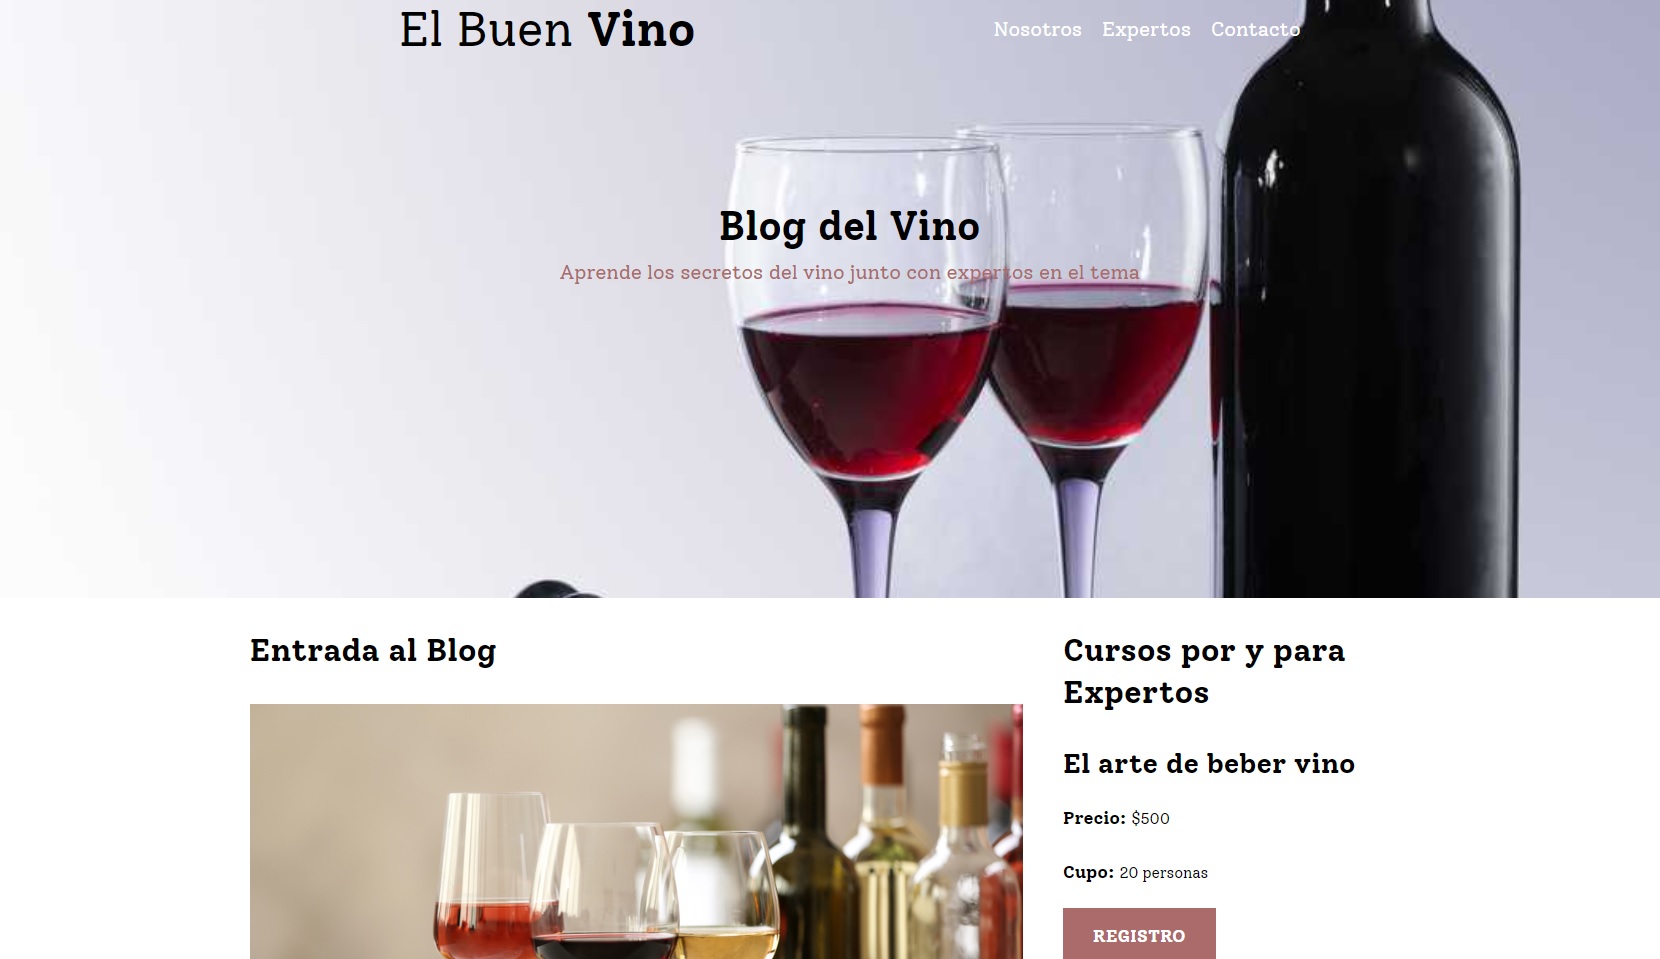 El Buen Vino
Nosotros Expertos Contacto
Blog del Vino
Aprende los secretos del vino junto con expertos en el tema
Entrada al Blog
Cursos por y para
Expertos
El arte de beber vino
Precio: $500
Cupo: 20 personas
REGISTRO